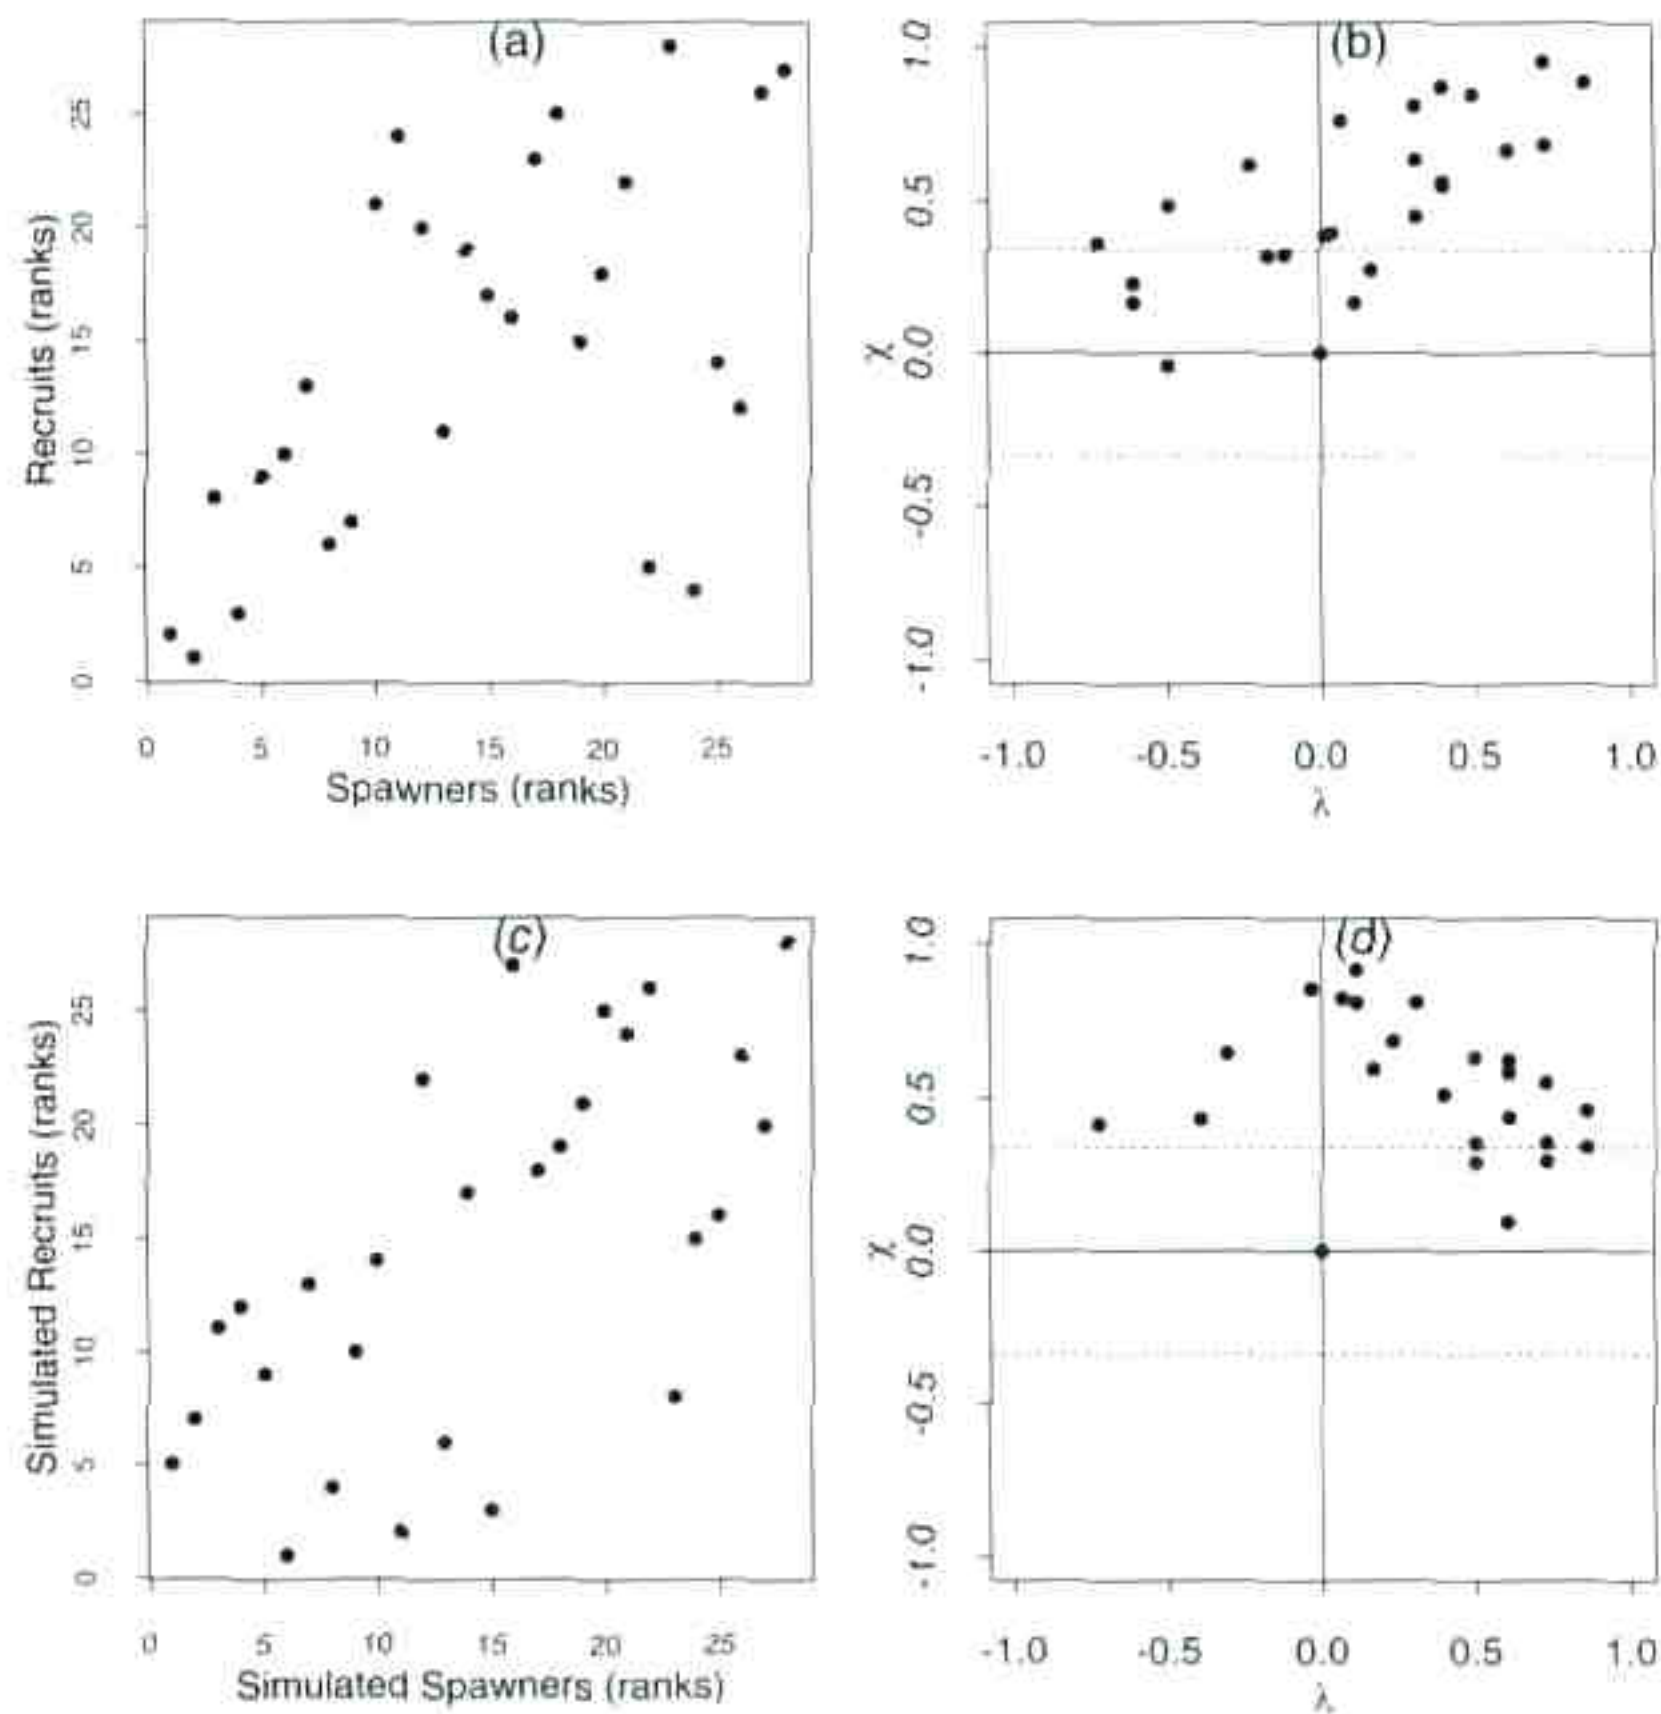 (a)
Recruits (ranks)
25
20
15
10
5
0
0 5 10 15 20 25
Spawners (ranks)
(b)
χ
1.0
0.5
0.0
-0.5
-1.0
-1.0 -0.5 0.0 0.5 1.0
λ
(c)
Simulated Recruits (ranks)
25
20
15
10
5
0
0 5 10 15 20 25
Simulated Spawners (ranks)
(d)
χ
1.0
0.5
0.0
-0.5
-1.0
-1.0 -0.5 0.0 0.5 1.0
λ